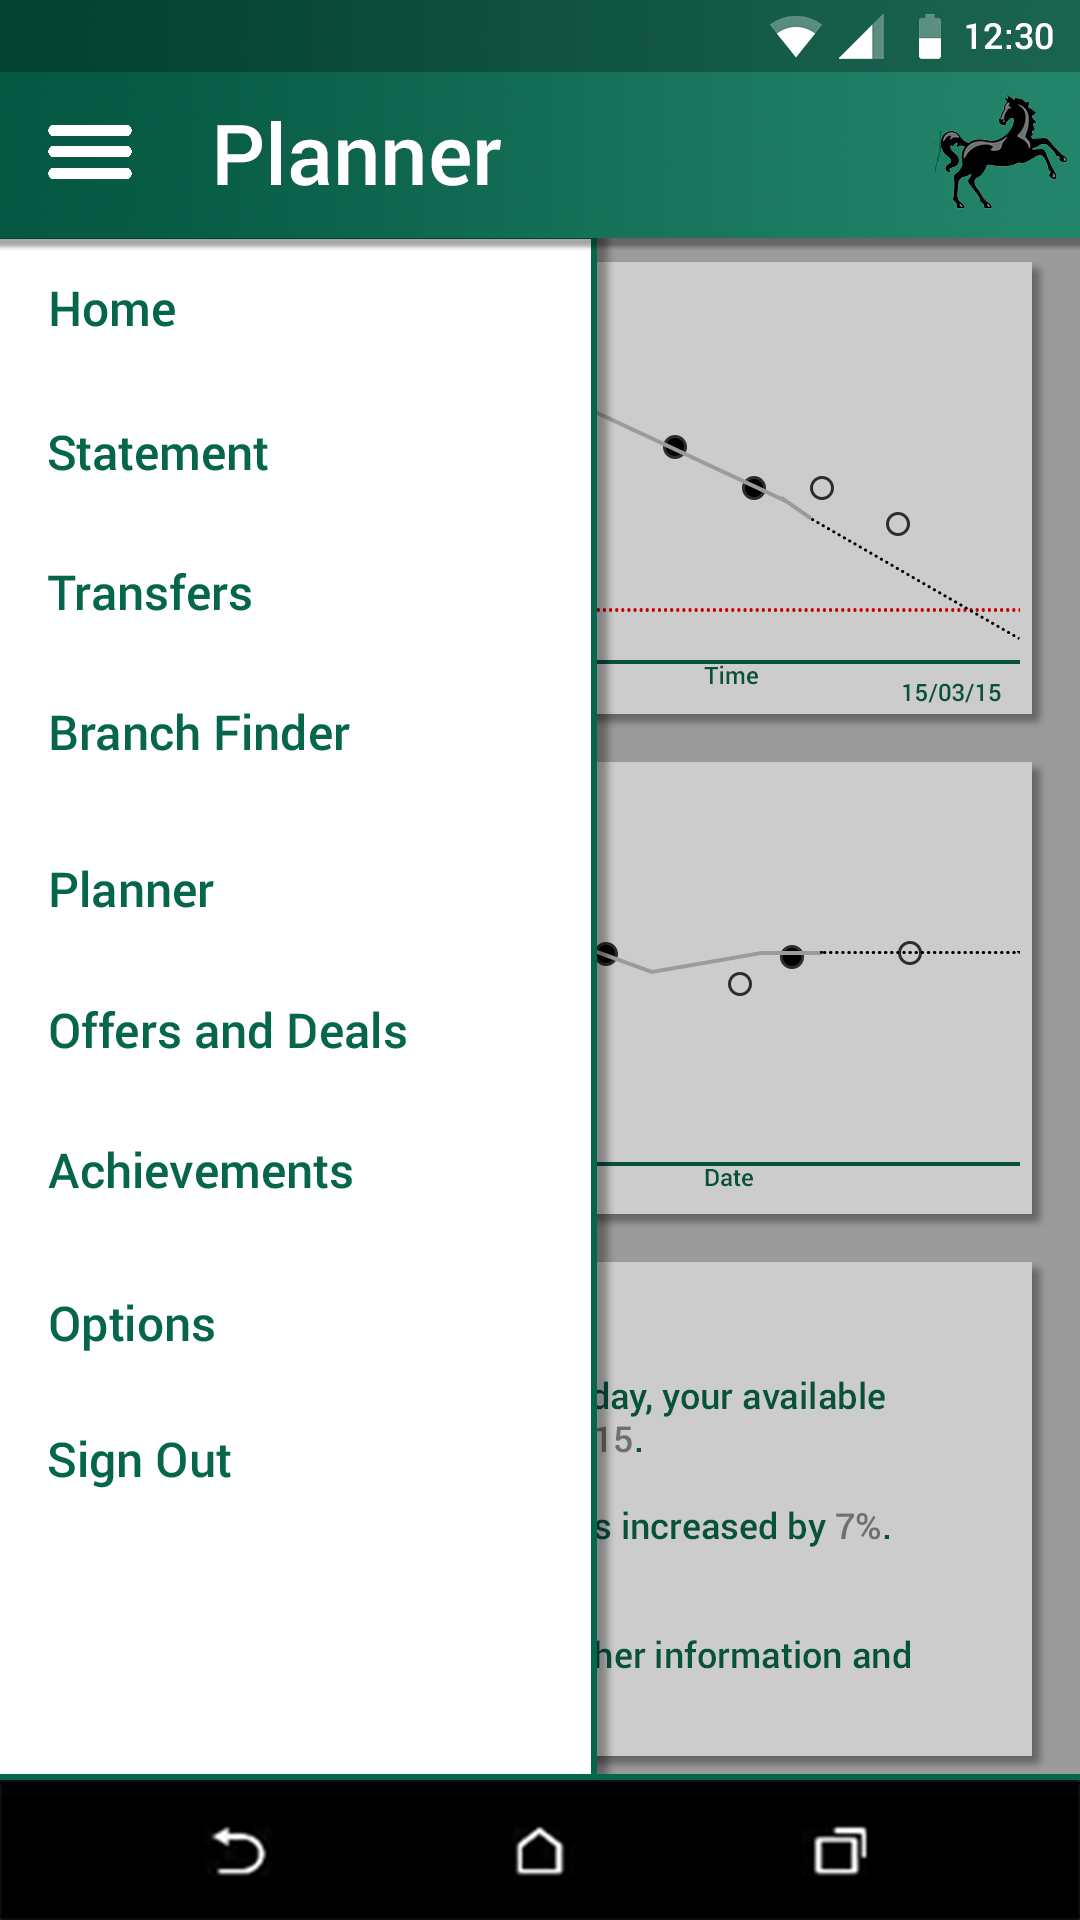 12:30
Planner
Home
Statement
Transfers
Branch Finder
Planner
Offers and Deals
Achievements
Options
Sign Out
Time
15/03/15
Date
day, your available
15.
s increased by 7%.
her information and